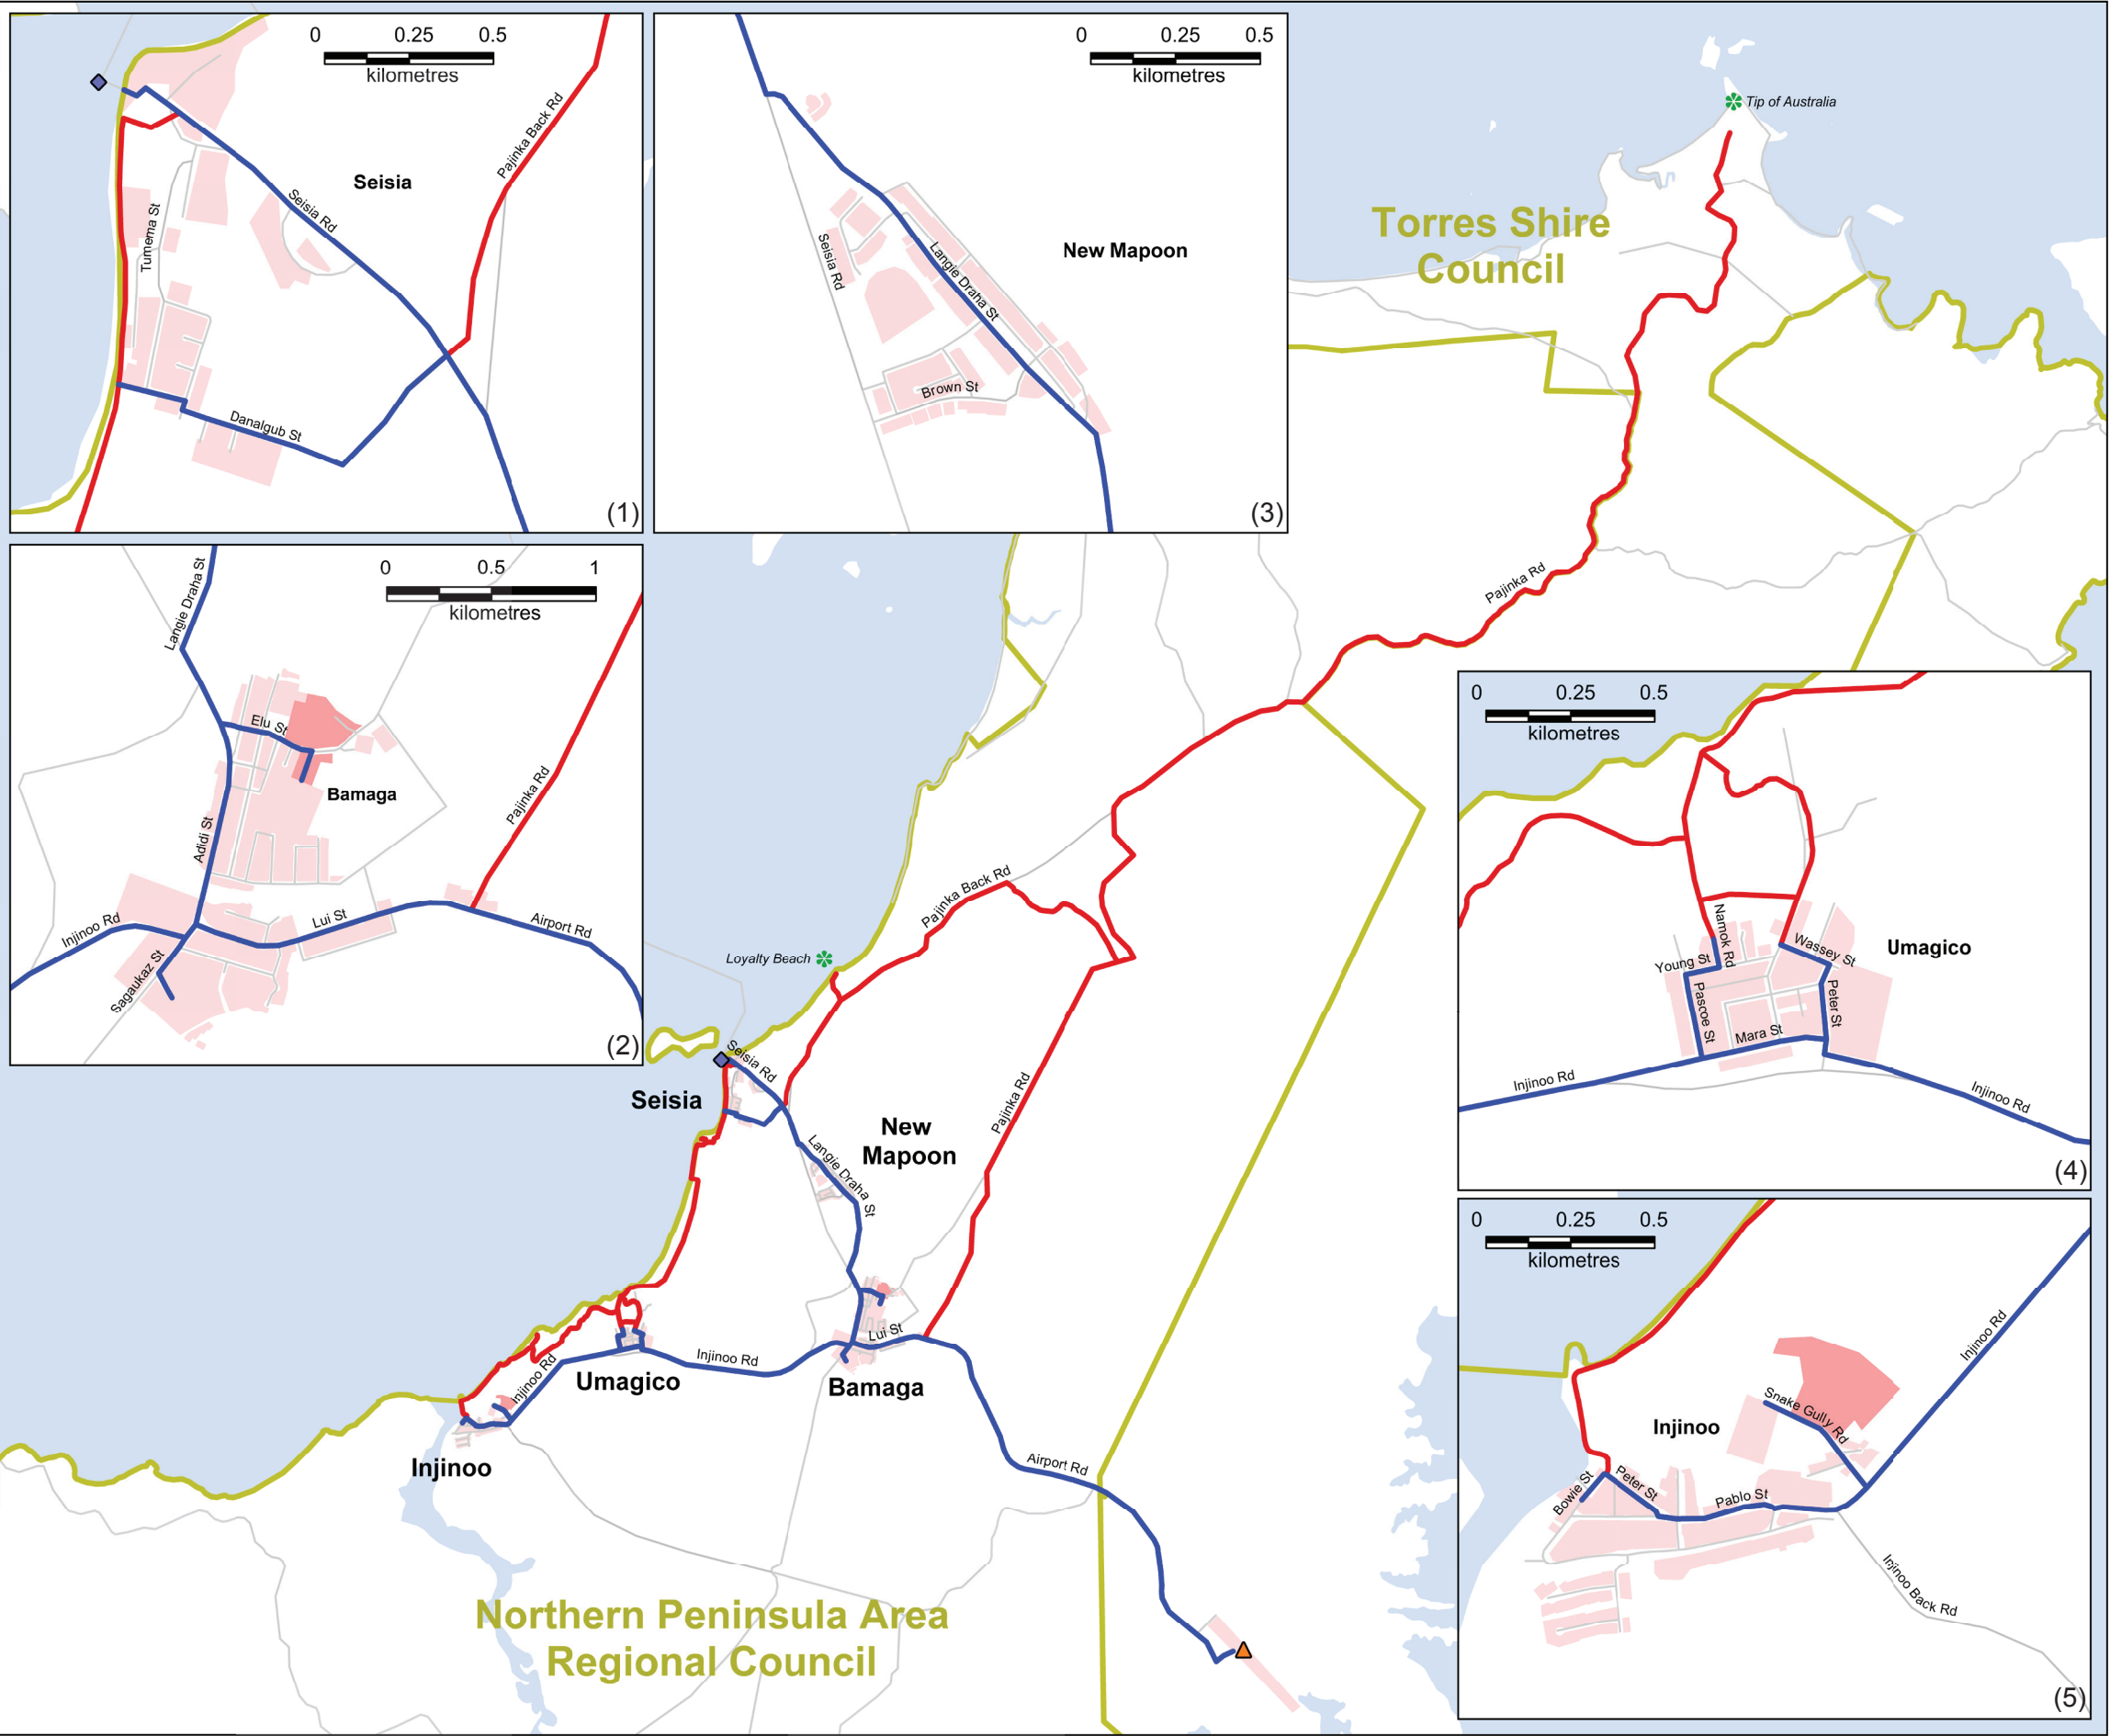 0 0.25 0.5
kilometres
Pajinka Back Rd
Seisia
Seisia Rd
Tumema St
Danalgub St
(1)
0 0.25 0.5
kilometres
New Mapoon
Seisia Rd
Langie Draha St
Brown St
(3)
Tip of Australia
Torres Shire
Council
Pajinka Rd
0 0.5 1
kilometres
Langie Draha St
Elu St
Bamaga
Pajinka Rd
Adidi St
Injinoo Rd
Lui St
Airport Rd
Sagaukaz St
(2)
0 0.25 0.5
kilometres
Namok Rd
Wassey St
Umagico
Young St
Pascoe St
Peter St
Mara St
Injinoo Rd
Injinoo Rd
(4)
Pajinka Back Rd
Loyalty Beach
Seisia Rd
Seisia
Pajinka Rd
New
Mapoon
Langie Draha St
Lui St
Injinoo Rd
Injinoo Rd
Umagico
Bamaga
Injinoo
Airport Rd
Northern Peninsula Area
Regional Council
0 0.25 0.5
kilometres
Injinoo Rd
Snake Gully Rd
Injinoo
Bowie St
Peter St
Pablo St
Injinoo Back Rd
(5)